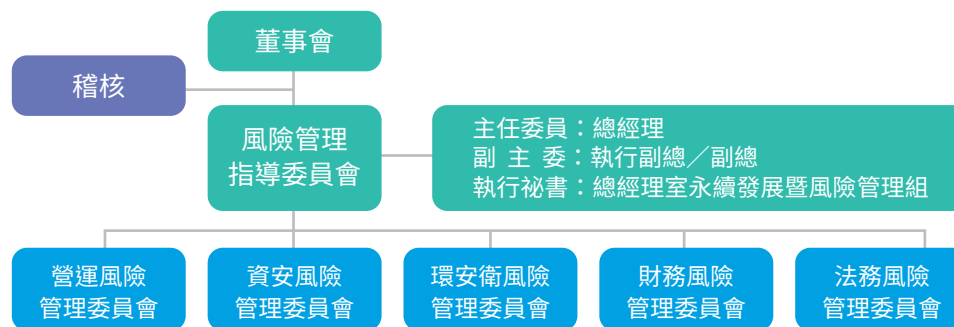 董事會
稽核
風險管理
指導委員會
主任委員：總經理
副 主 委：執行副總／副總
執行祕書：總經理室永續發展暨風險管理組
營運風險
管理委員會
資安風險
管理委員會
環安衛風險
管理委員會
財務風險
管理委員會
法務風險
管理委員會